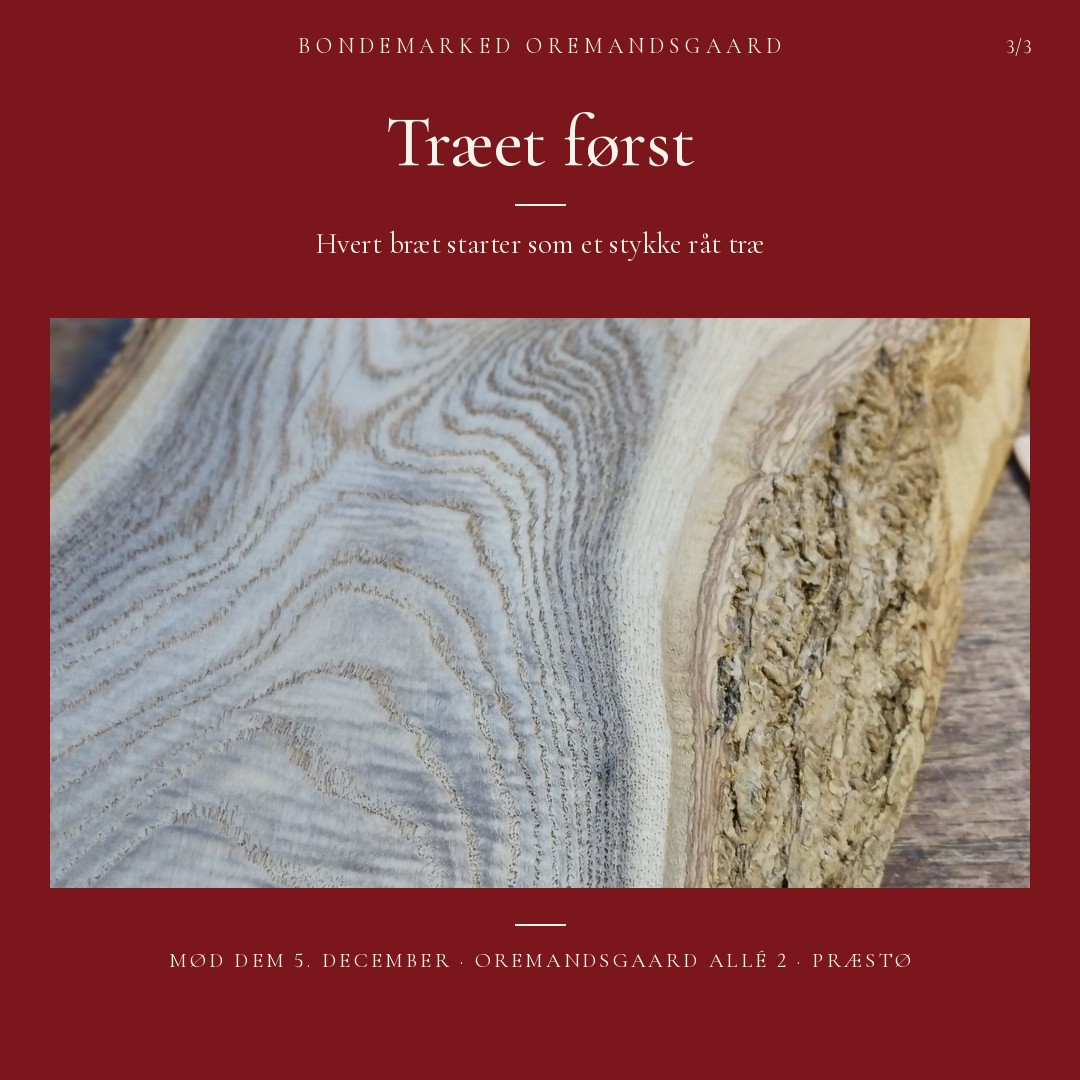 BONDEMARKED OREMANDSGAARD
3/3
Træet først
Hvert bræt starter som et stykke råt træ
MØD DEM 5. DECEMBER · OREMANDSGAARD ALLÉ 2 · PRÆSTØ